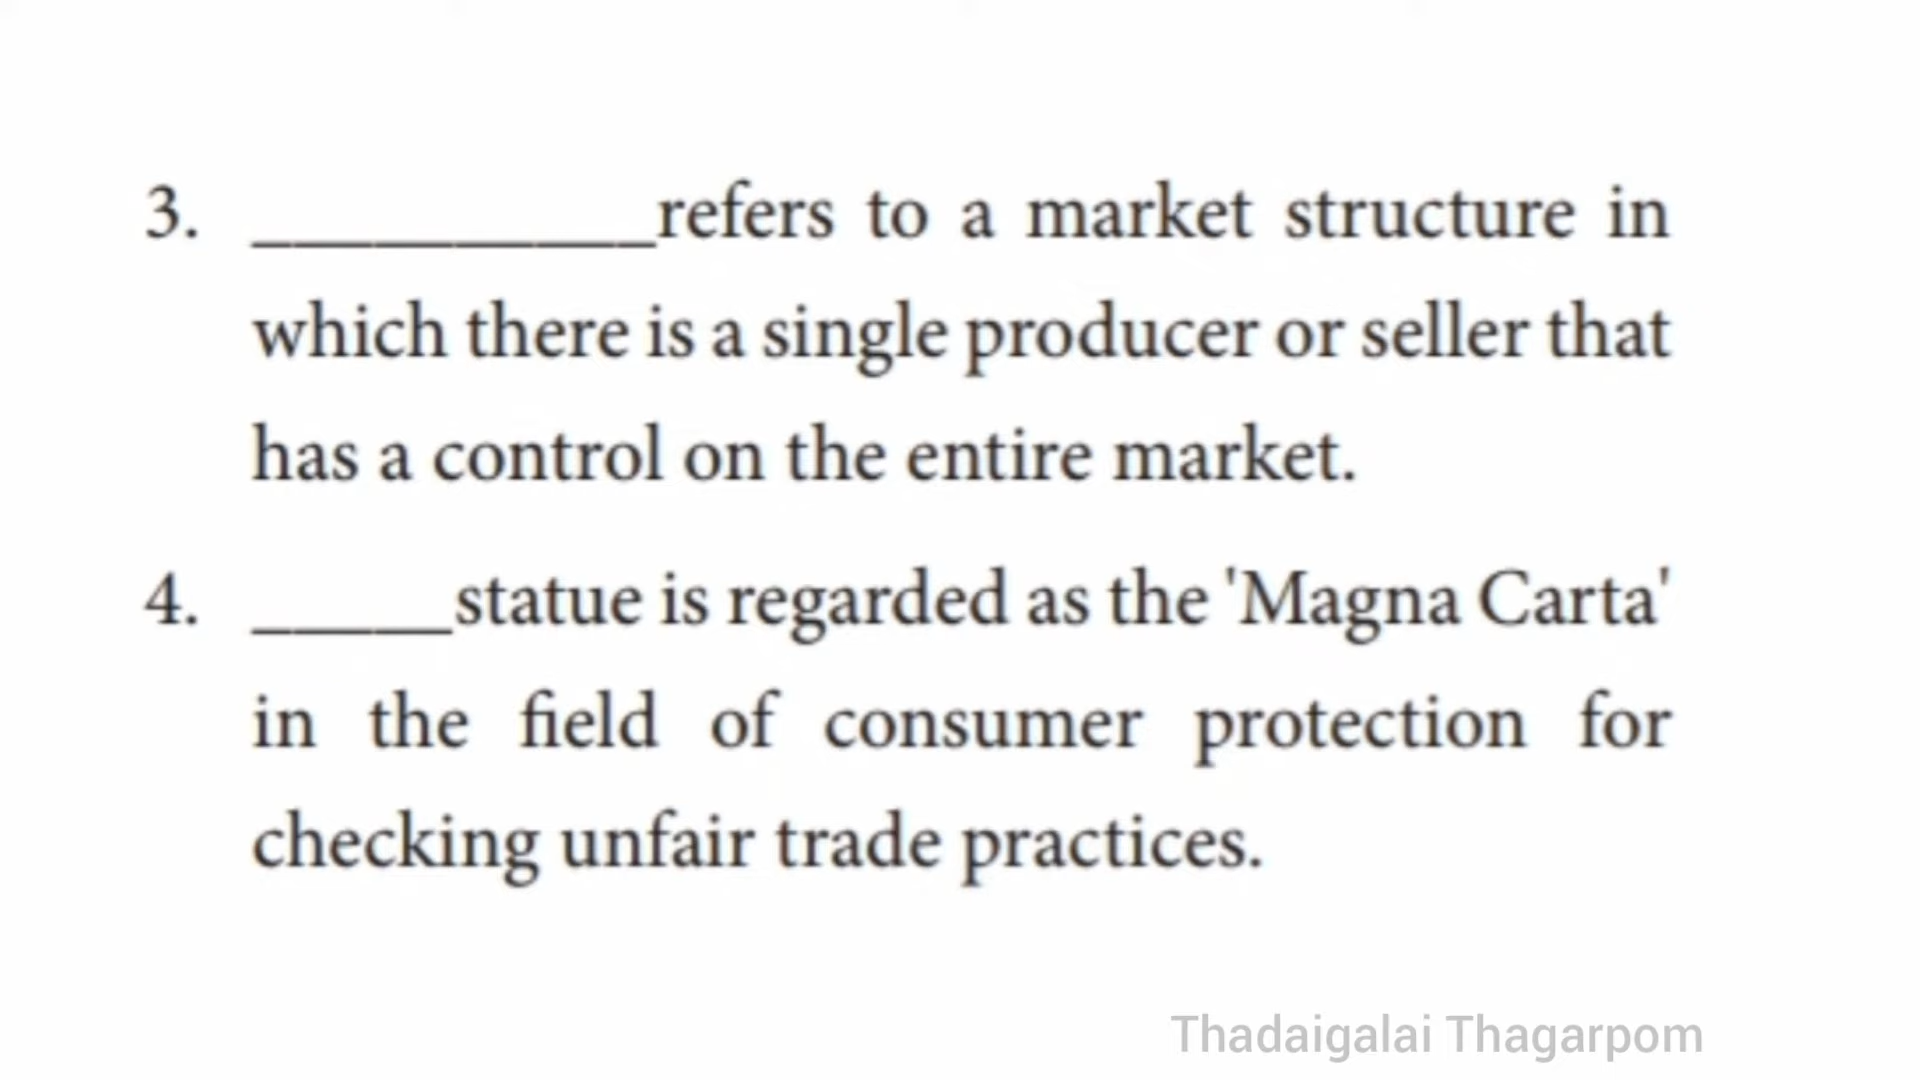 3. __________refers to a market structure in
which there is a single producer or seller that
has a control on the entire market.
4. _____statue is regarded as the 'Magna Carta'
in the field of consumer protection for
checking unfair trade practices.
Thadaigalai Thagarpom